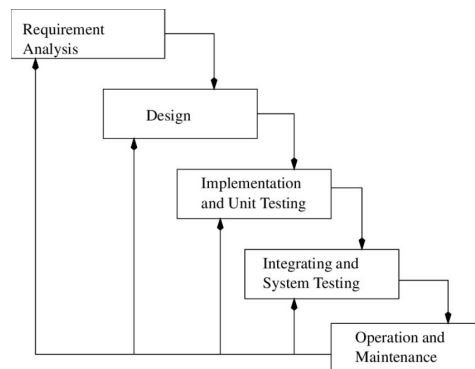 Requirement
Analysis
Design
Implementation
and Unit Testing
Integrating and
System Testing
Operation and
Maintenance